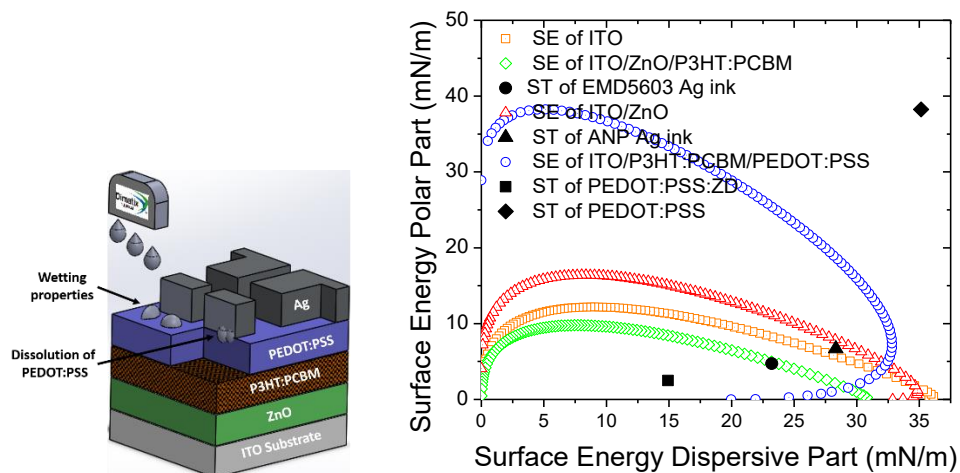 Dimatix
Wetting
properties
Dissolution of
PEDOT:PSS
Ag
PEDOT:PSS
P3HT:PCBM
ZnO
ITO Substrate
Surface Energy Polar Part (mN/m)
50
40
30
20
10
0
SE of ITO
SE of ITO/ZnO/P3HT:PCBM
ST of EMD5603 Ag ink
SE of ITO/ZnO
ST of ANP Ag ink
SE of ITO/P3HT:PCBM/PEDOT:PSS
ST of PEDOT:PSS:ZD
ST of PEDOT:PSS
0 5 10 15 20 25 30 35
Surface Energy Dispersive Part (mN/m)